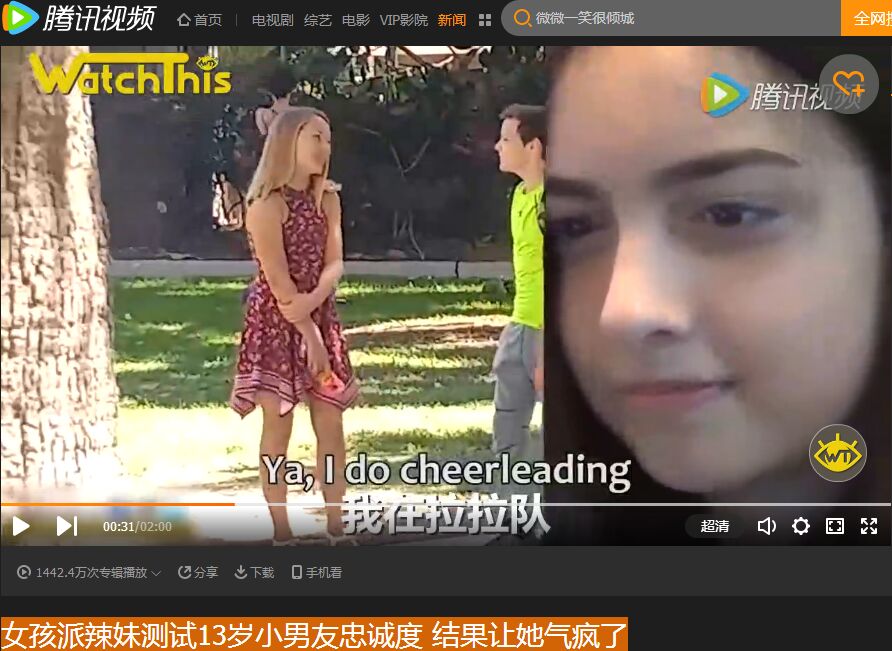 腾讯视频 首页 电视剧 综艺 电影 VIP影院 新闻 微微一笑很倾城 全网搜
WatchThis
腾讯视频
WT
Ya, I do cheerleading
我在拉拉队
00:31/02:00 超清
1442.4万次专辑播放 分享 下载 手机看
女孩派辣妹测试13岁小男友忠诚度 结果让她气疯了